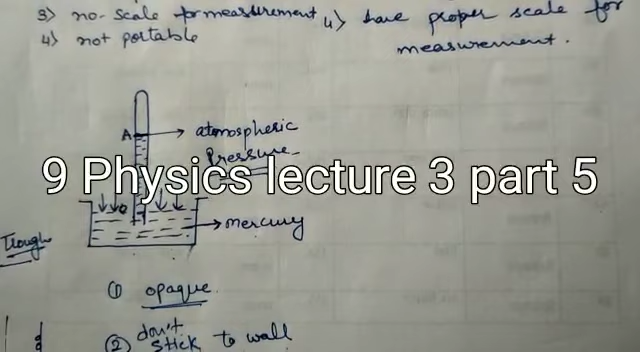 3> no-scale for measurement
4> not portable
4> have proper scale for
measurement.
A
atomospheric
Pressure
9 Physics lecture 3 part 5
Trough
mercury
① opaque
② don't
stick to wall